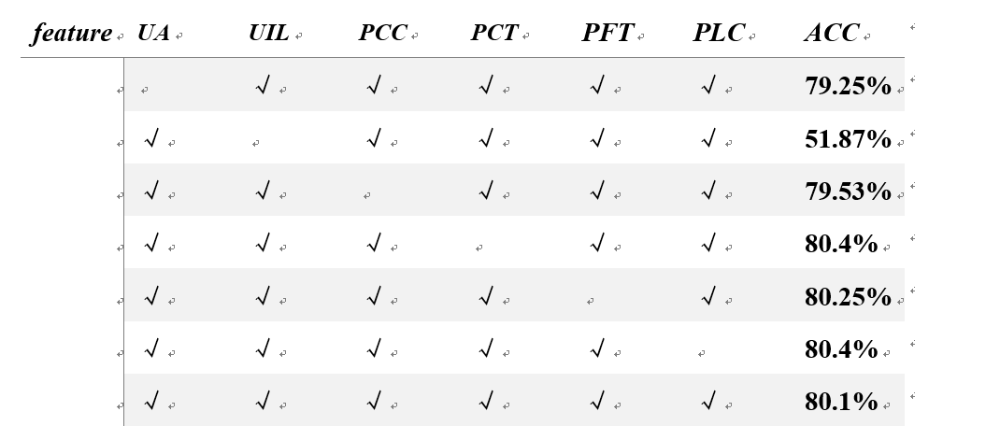 feature UA UIL PCC PCT PFT PLC ACC
√ √ √ √ √ 79.25%
√ √ √ √ √ 51.87%
√ √ √ √ √ 79.53%
√ √ √ √ √ 80.4%
√ √ √ √ √ 80.25%
√ √ √ √ √ 80.4%
√ √ √ √ √ √ 80.1%